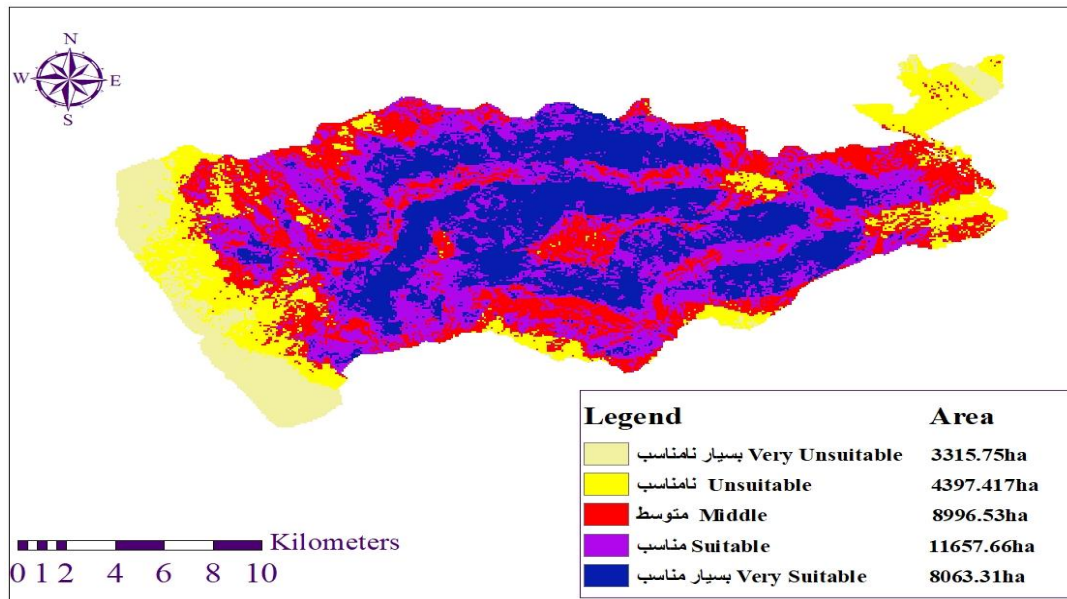 N
W E
S
Legend Area
بسیار نامناسب Very Unsuitable 3315.75ha
نامناسب Unsuitable 4397.417ha
متوسط Middle 8996.53ha
مناسب Suitable 11657.66ha
بسیار مناسب Very Suitable 8063.31ha
Kilometers
0 1 2 4 6 8 10